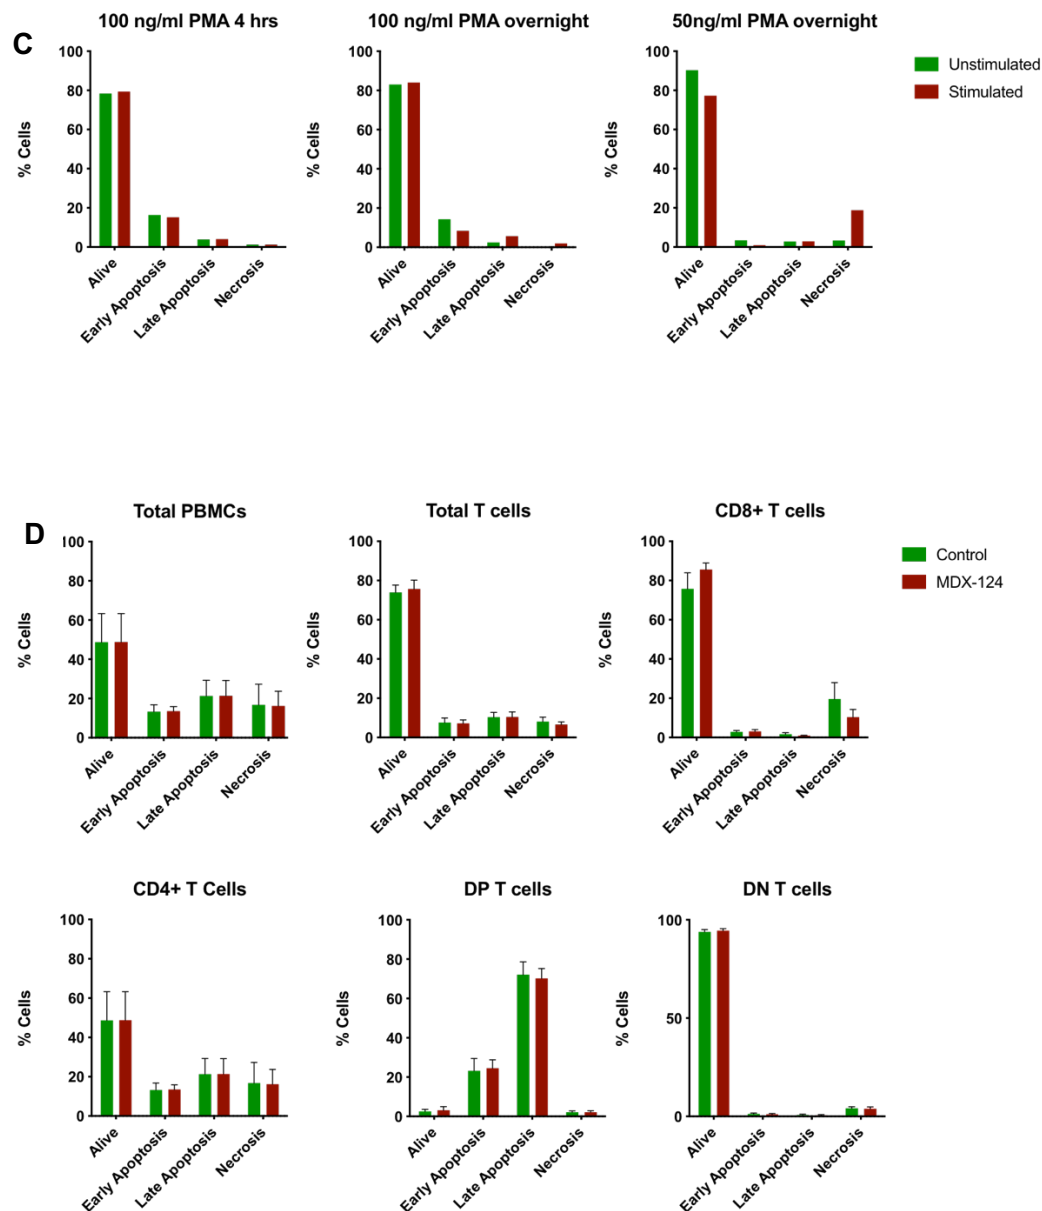 C
100 ng/ml PMA 4 hrs
100
80
60
40
20
0
% Cells
Alive
Early Apoptosis
Late Apoptosis
Necrosis
100 ng/ml PMA overnight
100
80
60
40
20
0
% Cells
Alive
Early Apoptosis
Late Apoptosis
Necrosis
50ng/ml PMA overnight
100
80
60
40
20
0
% Cells
Alive
Early Apoptosis
Late Apoptosis
Necrosis
Unstimulated
Stimulated
D
Total PBMCs
100
80
60
40
20
0
% Cells
Alive
Early Apoptosis
Late Apoptosis
Necrosis
Total T cells
100
80
60
40
20
0
% Cells
Alive
Early Apoptosis
Late Apoptosis
Necrosis
CD8+ T cells
100
80
60
40
20
0
% Cells
Alive
Early Apoptosis
Late Apoptosis
Necrosis
Control
MDX-124
CD4+ T Cells
100
80
60
40
20
0
% Cells
Alive
Early Apoptosis
Late Apoptosis
Necrosis
DP T cells
100
80
60
40
20
0
% Cells
Alive
Early Apoptosis
Late Apoptosis
Necrosis
DN T cells
100
50
0
% Cells
Alive
Early Apoptosis
Late Apoptosis
Necrosis